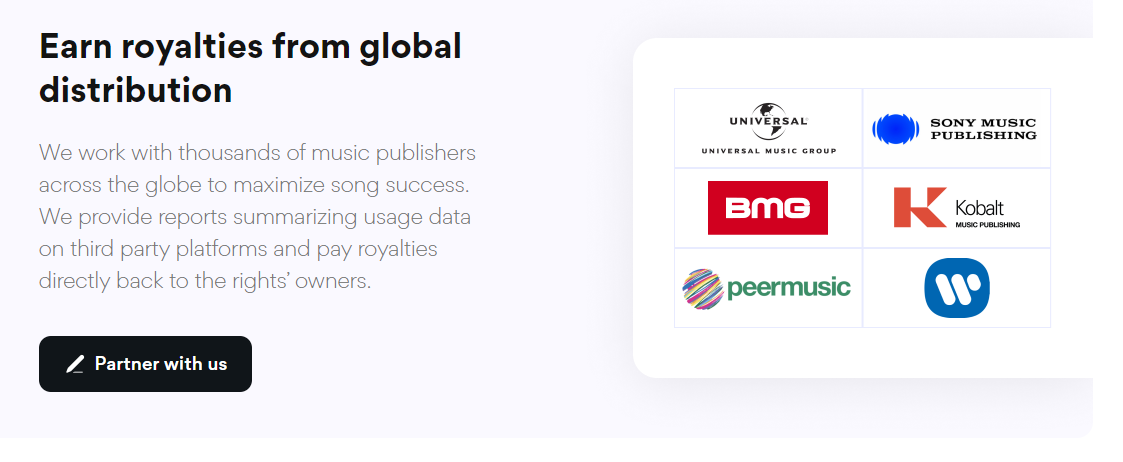 Earn royalties from global
distribution
We work with thousands of music publishers
across the globe to maximize song success.
We provide reports summarizing usage data
on third party platforms and pay royalties
directly back to the rights’ owners.
Partner with us
UNIVERSAL
UNIVERSAL MUSIC GROUP
SONY MUSIC
PUBLISHING
BMG
Kobalt
MUSIC PUBLISHING
peermusic